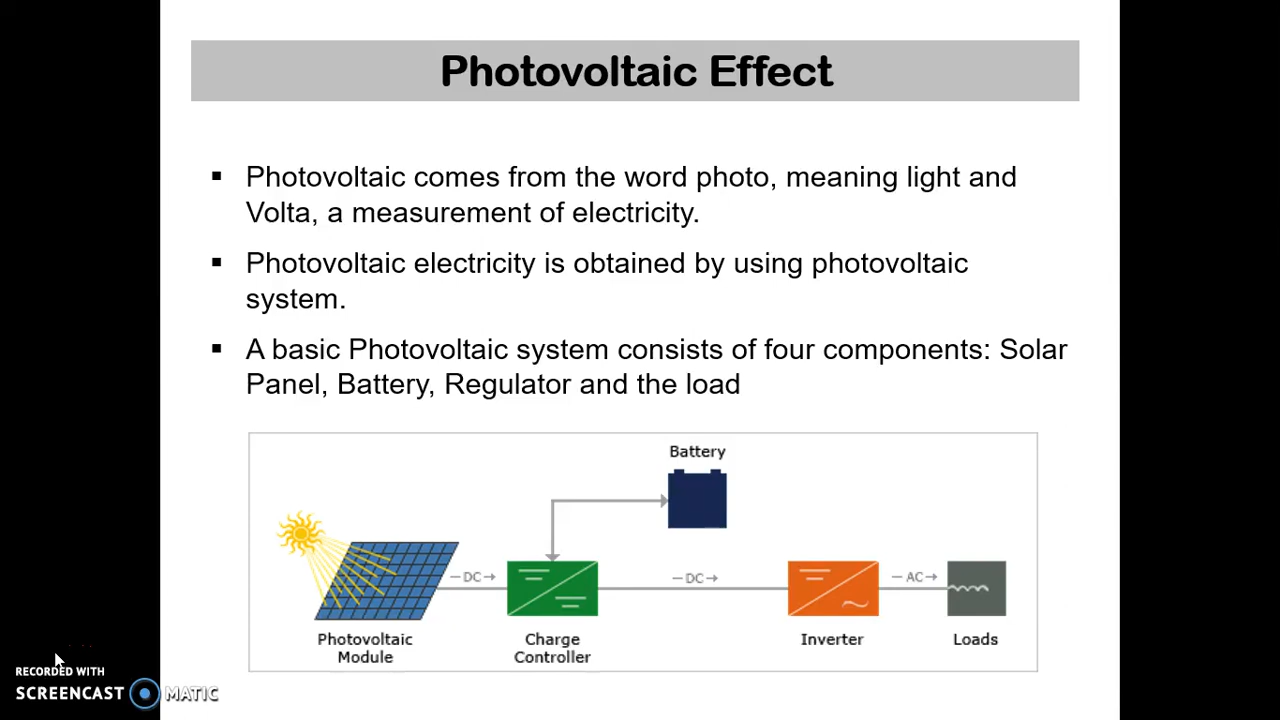 Photovoltaic Effect
▪ Photovoltaic comes from the word photo, meaning light and
Volta, a measurement of electricity.
▪ Photovoltaic electricity is obtained by using photovoltaic
system.
▪ A basic Photovoltaic system consists of four components: Solar
Panel, Battery, Regulator and the load
Battery
DC
DC
AC
Photovoltaic
Module
Charge
Controller
Inverter
Loads
RECORDED WITH
SCREENCAST MATIC